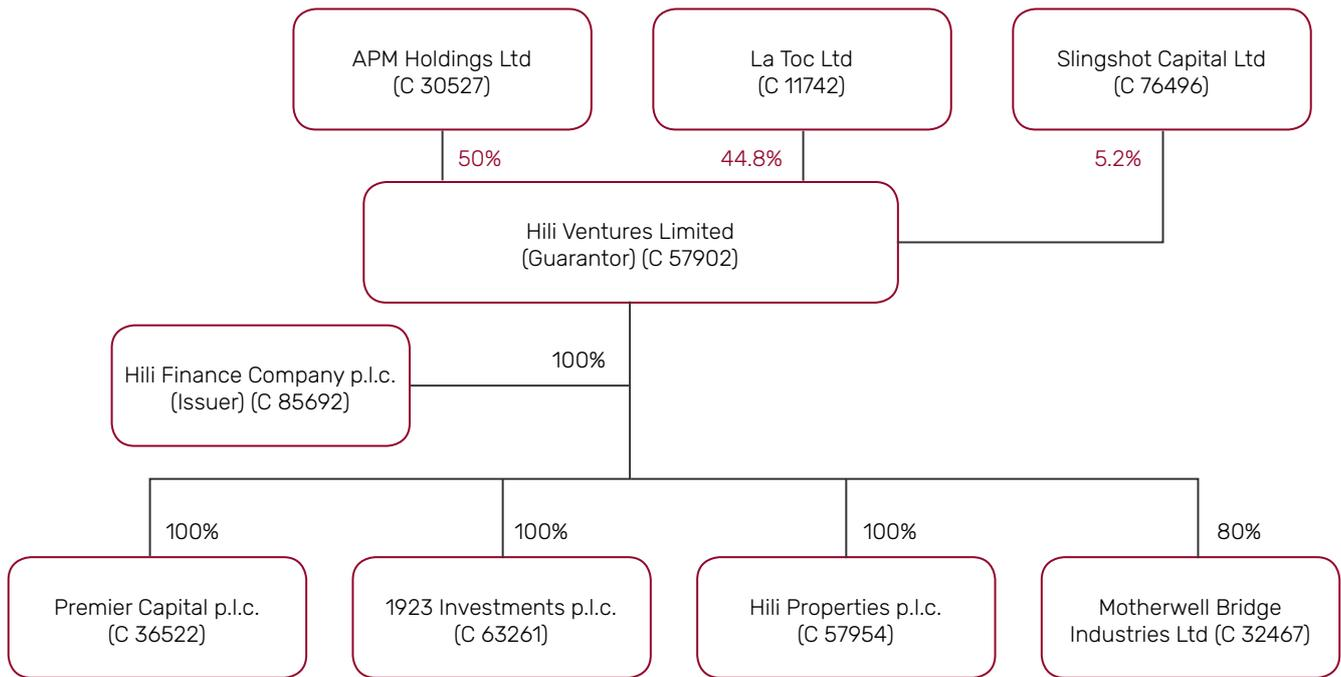 APM Holdings Ltd
(C 30527)
La Toc Ltd
(C 11742)
Slingshot Capital Ltd
(C 76496)
50%
44.8%
5.2%
Hili Ventures Limited
(Guarantor) (C 57902)
100%
Hili Finance Company p.l.c.
(Issuer) (C 85692)
100%
100%
100%
80%
Premier Capital p.l.c.
(C 36522)
1923 Investments p.l.c.
(C 63261)
Hili Properties p.l.c.
(C 57954)
Motherwell Bridge
Industries Ltd (C 32467)